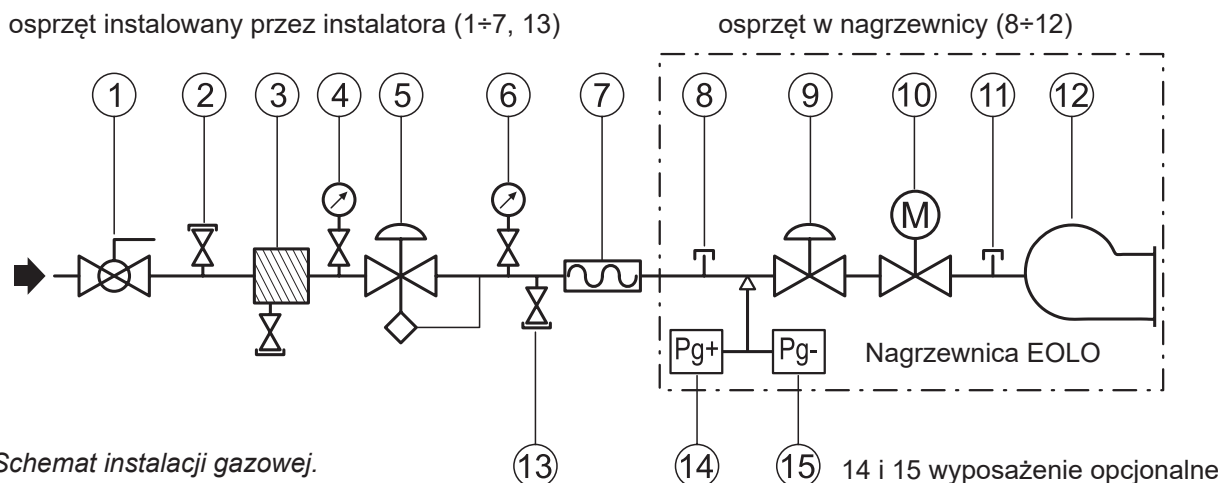 osprzęt instalowany przez instalatora (1÷7, 13)
osprzęt w nagrzewnicy (8÷12)
1 2 3 4 5 6 7 8 9 10 11 12
M
Pg+ Pg- Nagrzewnica EOLO
Schemat instalacji gazowej.
13 14 15 14 i 15 wyposażenie opcjonalne